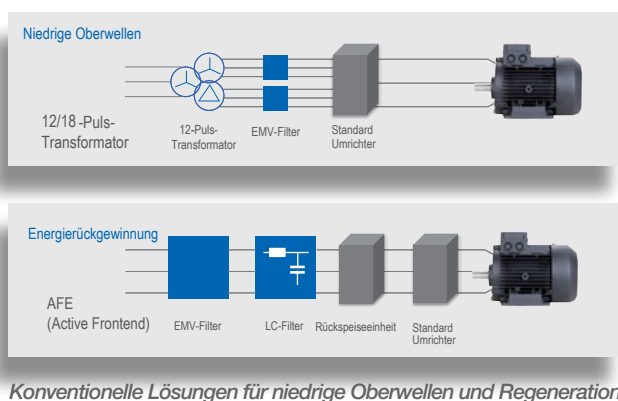 Niedrige Oberwellen
12/18 -Puls-
Transformator
12-Puls-
Transformator
EMV-Filter
Standard
Umrichter
Energierückgewinnung
AFE
(Active Frontend)
EMV-Filter
LC-Filter
Rückspeiseeinheit
Standard
Umrichter
Konventionelle Lösungen für niedrige Oberwellen und Regeneration